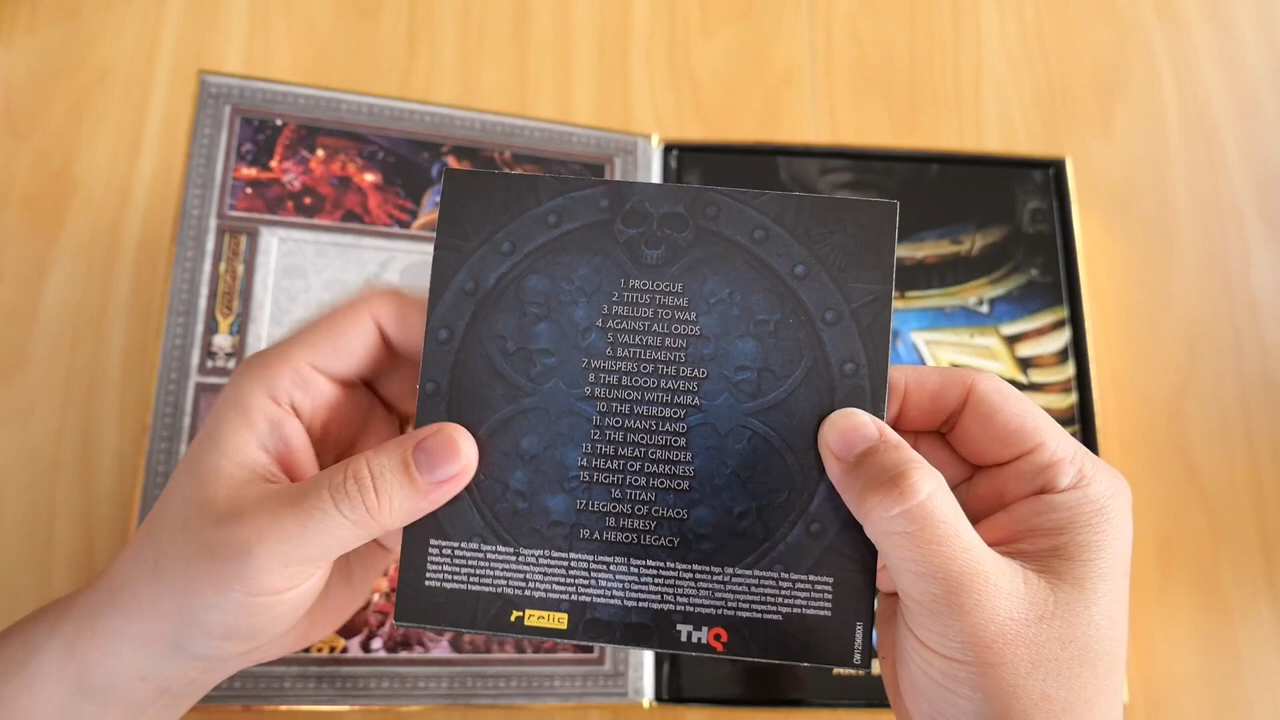 1. PROLOGUE
2. TITUS' THEME
3. PRELUDE TO WAR
4. AGAINST ALL ODDS
5. VALKYRIE RUN
6. BATTLEMENTS
7. WHISPERS OF THE DEAD
8. THE BLOOD RAVENS
9. REUNION WITH MIRA
10. THE WEIRDBOY
11. NO MAN'S LAND
12. THE INQUISITOR
13. THE MEAT GRINDER
14. HEART OF DARKNESS
15. FIGHT FOR HONOR
16. TITAN
17. LEGIONS OF CHAOS
18. HERESY
19. A HERO'S LEGACY
Warhammer 40,000: Space Marine – Copyright © Games Workshop Limited 2011. Space Marine, the Space Marine logo, GW, Games Workshop, the Games Workshop
logo, 40K, Warhammer, Warhammer 40,000, Warhammer 40,000 Device, 40,000, the Double-headed Eagle device and all associated marks, logos, places, names,
creatures, races and race insignia/devices/logos/symbols, vehicles, locations, weapons, units and unit insignia, characters, products, illustrations and images from the
Space Marine game and the Warhammer 40,000 universe are either ®, TM and/or © Games Workshop Ltd 2000-2011, variably registered in the UK and other countries
around the world, and used under license. All Rights Reserved. Developed by Relic Entertainment. THQ, Relic Entertainment, and their respective logos are trademarks
and/or registered trademarks of THQ Inc. All rights reserved. All other trademarks, logos and copyrights are the property of their respective owners.
relic
THQ
CW12568XX1